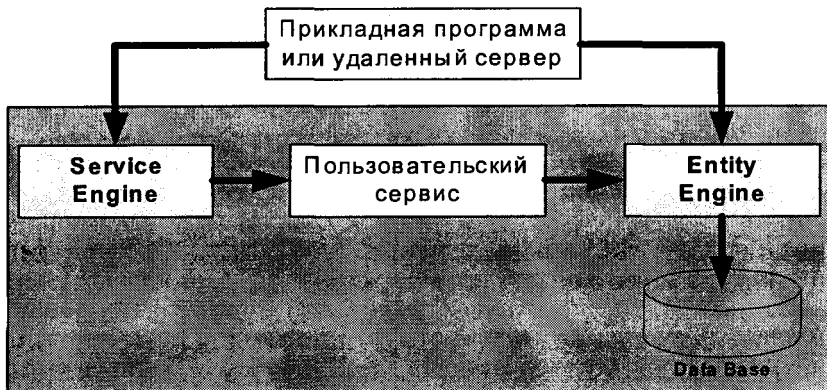 Прикладная программа
или удаленный сервер
Service
Engine
Пользовательский
сервис
Entity
Engine
Data Base